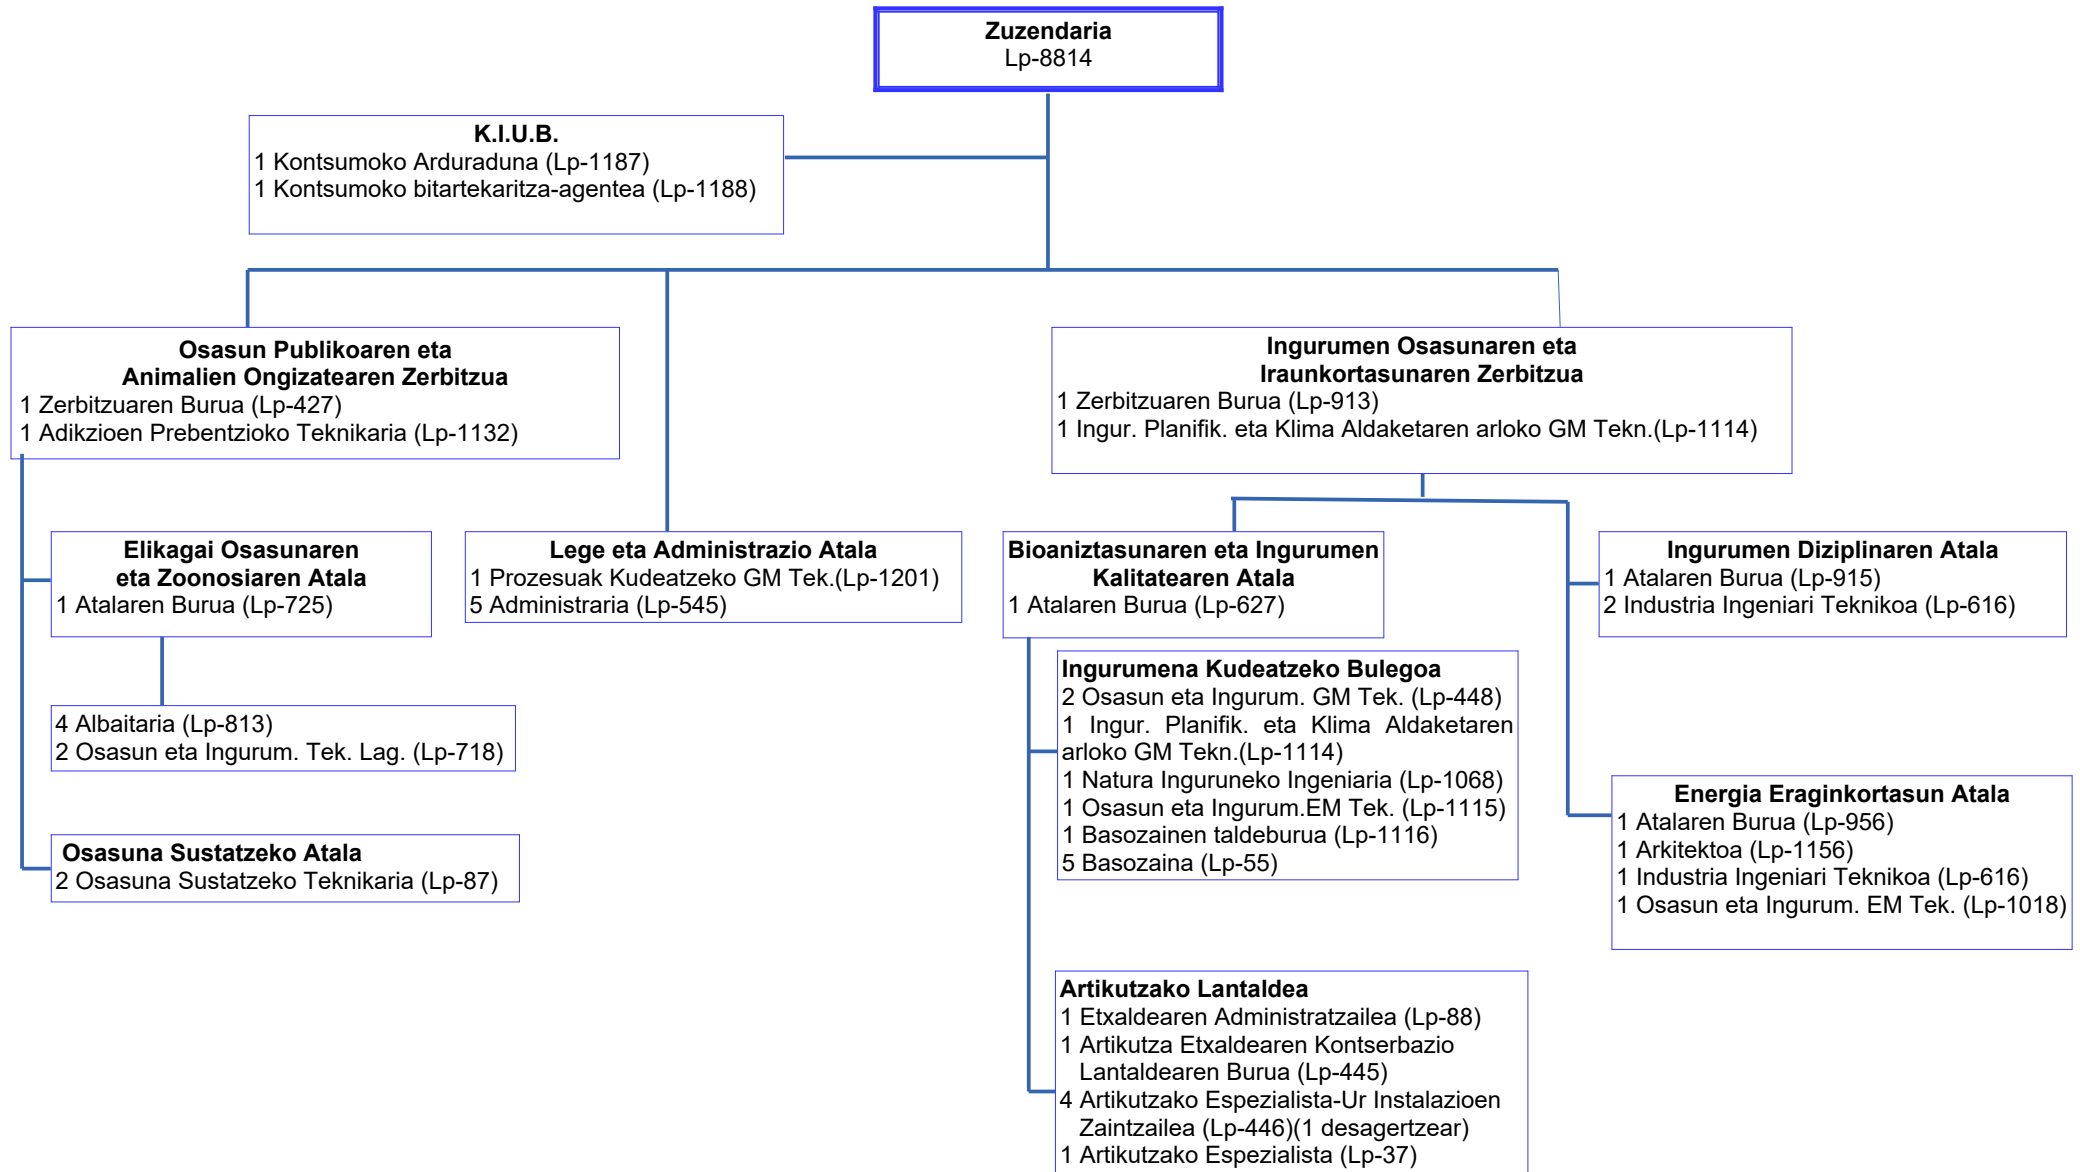 Zuzendaria
Lp-8814
K.I.U.B.
1 Kontsumoko Arduraduna (Lp-1187)
1 Kontsumoko bitartekaritza-agentea (Lp-1188)
Osasun Publikoaren eta
Animalien Ongizatearen Zerbitzua
1 Zerbitzuaren Burua (Lp-427)
1 Adikzioen Prebentzioko Teknikaria (Lp-1132)
Ingurumen Osasunaren eta
Iraunkortasunaren Zerbitzua
1 Zerbitzuaren Burua (Lp-913)
1 Ingur. Planifik. eta Klima Aldaketaren arloko GM Tekn.(Lp-1114)
Elikagai Osasunaren
eta Zoonosiaren Atala
1 Atalaren Burua (Lp-725)
4 Albaitaria (Lp-813)
2 Osasun eta Ingurum. Tek. Lag. (Lp-718)
Osasuna Sustatzeko Atala
2 Osasuna Sustatzeko Teknikaria (Lp-87)
Lege eta Administrazio Atala
1 Prozesuak Kudeatzeko GM Tek.(Lp-1201)
5 Administraria (Lp-545)
Bioaniztasunaren eta Ingurumen
Kalitatearen Atala
1 Atalaren Burua (Lp-627)
Ingurumena Kudeatzeko Bulegoa
2 Osasun eta Ingurum. GM Tek. (Lp-448)
1 Ingur. Planifik. eta Klima Aldaketaren
arloko GM Tekn.(Lp-1114)
1 Natura Inguruneko Ingeniaria (Lp-1068)
1 Osasun eta Ingurum.EM Tek. (Lp-1115)
1 Basozainen taldeburua (Lp-1116)
5 Basozaina (Lp-55)
Artikutzako Lantaldea
1 Etxaldearen Administratzailea (Lp-88)
1 Artikutza Etxaldearen Kontserbazio
Lantaldearen Burua (Lp-445)
4 Artikutzako Espezialista-Ur Instalazioen
Zaintzailea (Lp-446)(1 desagertzear)
1 Artikutzako Espezialista (Lp-37)
Ingurumen Diziplinaren Atala
1 Atalaren Burua (Lp-915)
2 Industria Ingeniari Teknikoa (Lp-616)
Energia Eraginkortasun Atala
1 Atalaren Burua (Lp-956)
1 Arkitektoa (Lp-1156)
1 Industria Ingeniari Teknikoa (Lp-616)
1 Osasun eta Ingurum. EM Tek. (Lp-1018)